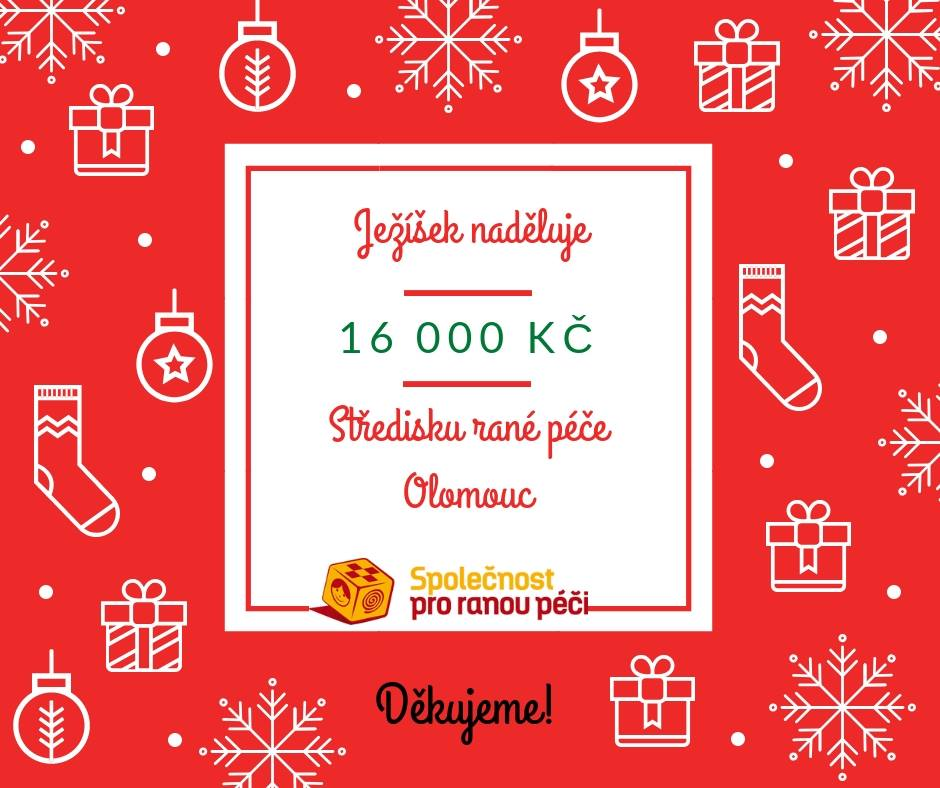 Ježíšek naděluje
16 000 KČ
Středisku rané péče
Olomouc
Společnost
pro ranou péči
Děkujeme!